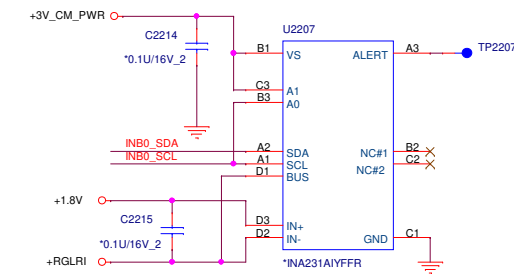 +3V_CM_PWR
C2214
*0.1U/16V_2
U2207
B1 VS ALERT A3 TP2207
C3 A1
B3 A0
INB0_SDA A2 SDA NC#1 B2
INB0_SCL A1 SCL NC#2 C2
D1 BUS
+1.8V
C2215
*0.1U/16V_2
D3 IN+
D2 IN- GND C1
+RGLRI
*INA231AIYFFR